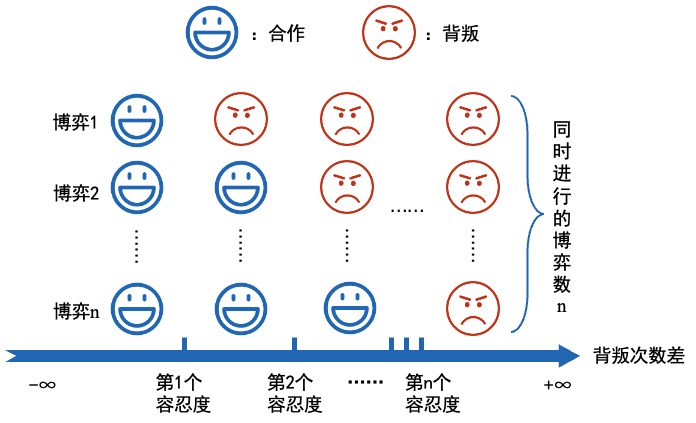 ：合作 ：背叛
博弈1
博弈2
……
博弈n
同时进行的博弈数n
背叛次数差
-∞ 第1个容忍度 第2个容忍度 …… 第n个容忍度 +∞